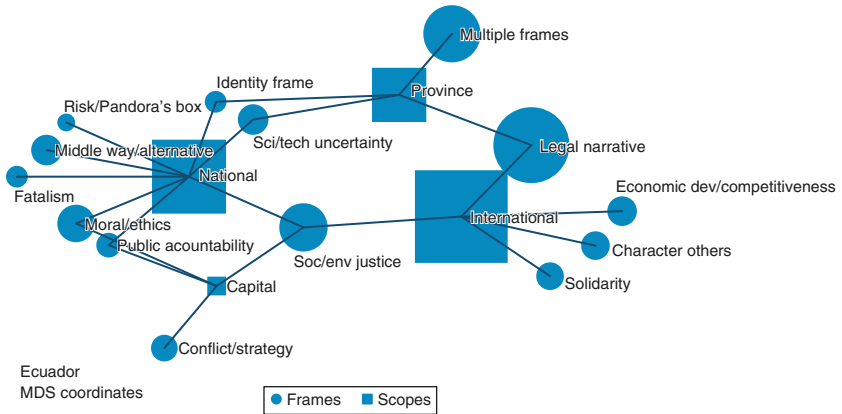 Multiple frames
Identity frame
Province
Risk/Pandora's box
Sci/tech uncertainty
Middle way/alternative
Legal narrative
National
Fatalism
Economic dev/competitiveness
Moral/ethics
International
Public acountability
Character others
Soc/env justice
Capital
Solidarity
Conflict/strategy
Ecuador
MDS coordinates
Frames Scopes